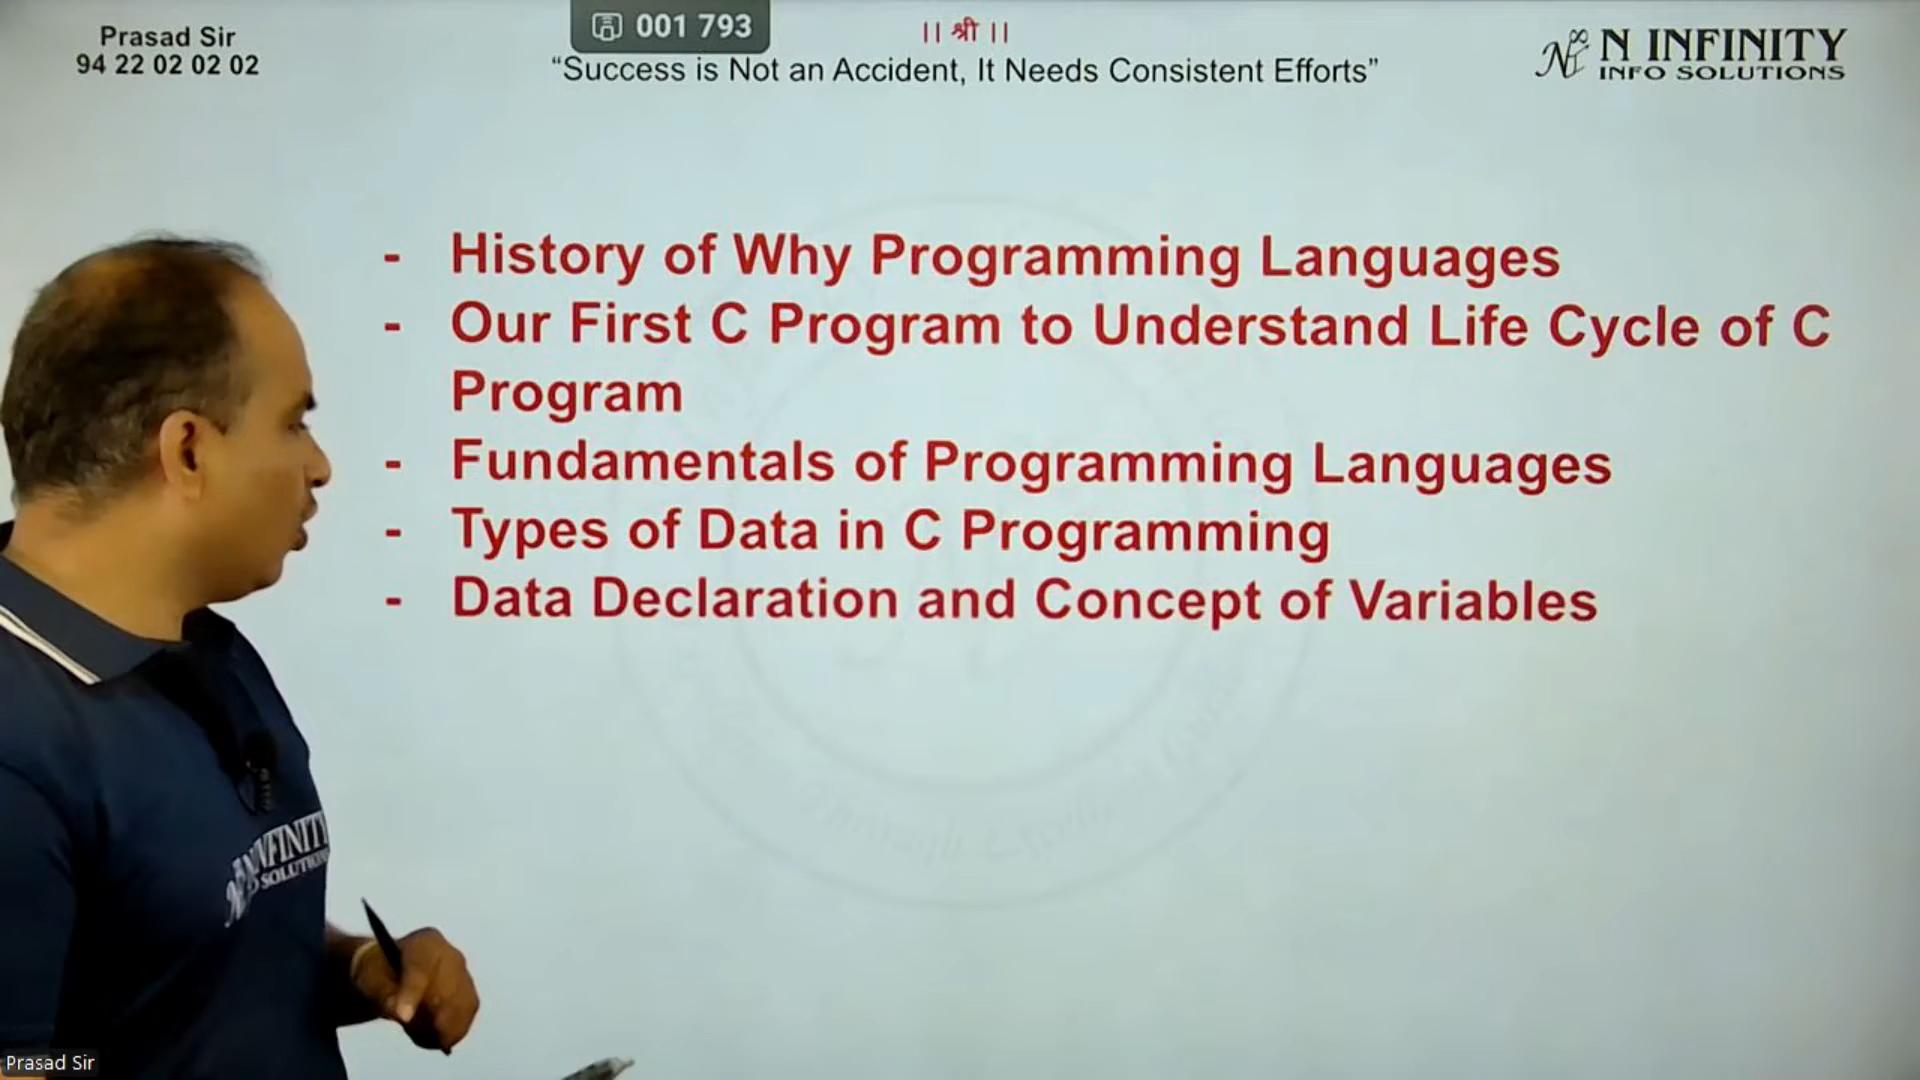 Prasad Sir
94 22 02 02 02
001 793
|| श्री ||
“Success is Not an Accident, It Needs Consistent Efforts”
N INFINITY
INFO SOLUTIONS
- History of Why Programming Languages
- Our First C Program to Understand Life Cycle of C
Program
- Fundamentals of Programming Languages
- Types of Data in C Programming
- Data Declaration and Concept of Variables
INFINITY
SOLUTIONS
Prasad Sir